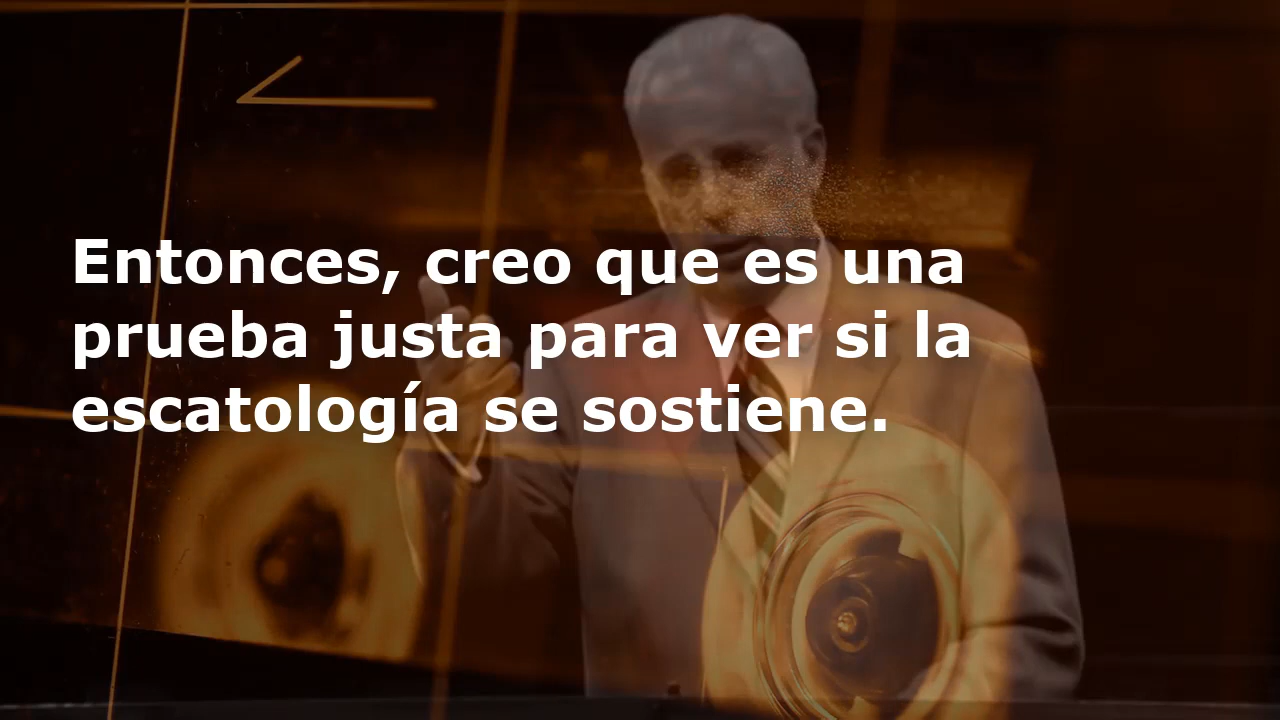 Entonces, creo que es una
prueba justa para ver si la
escatología se sostiene.